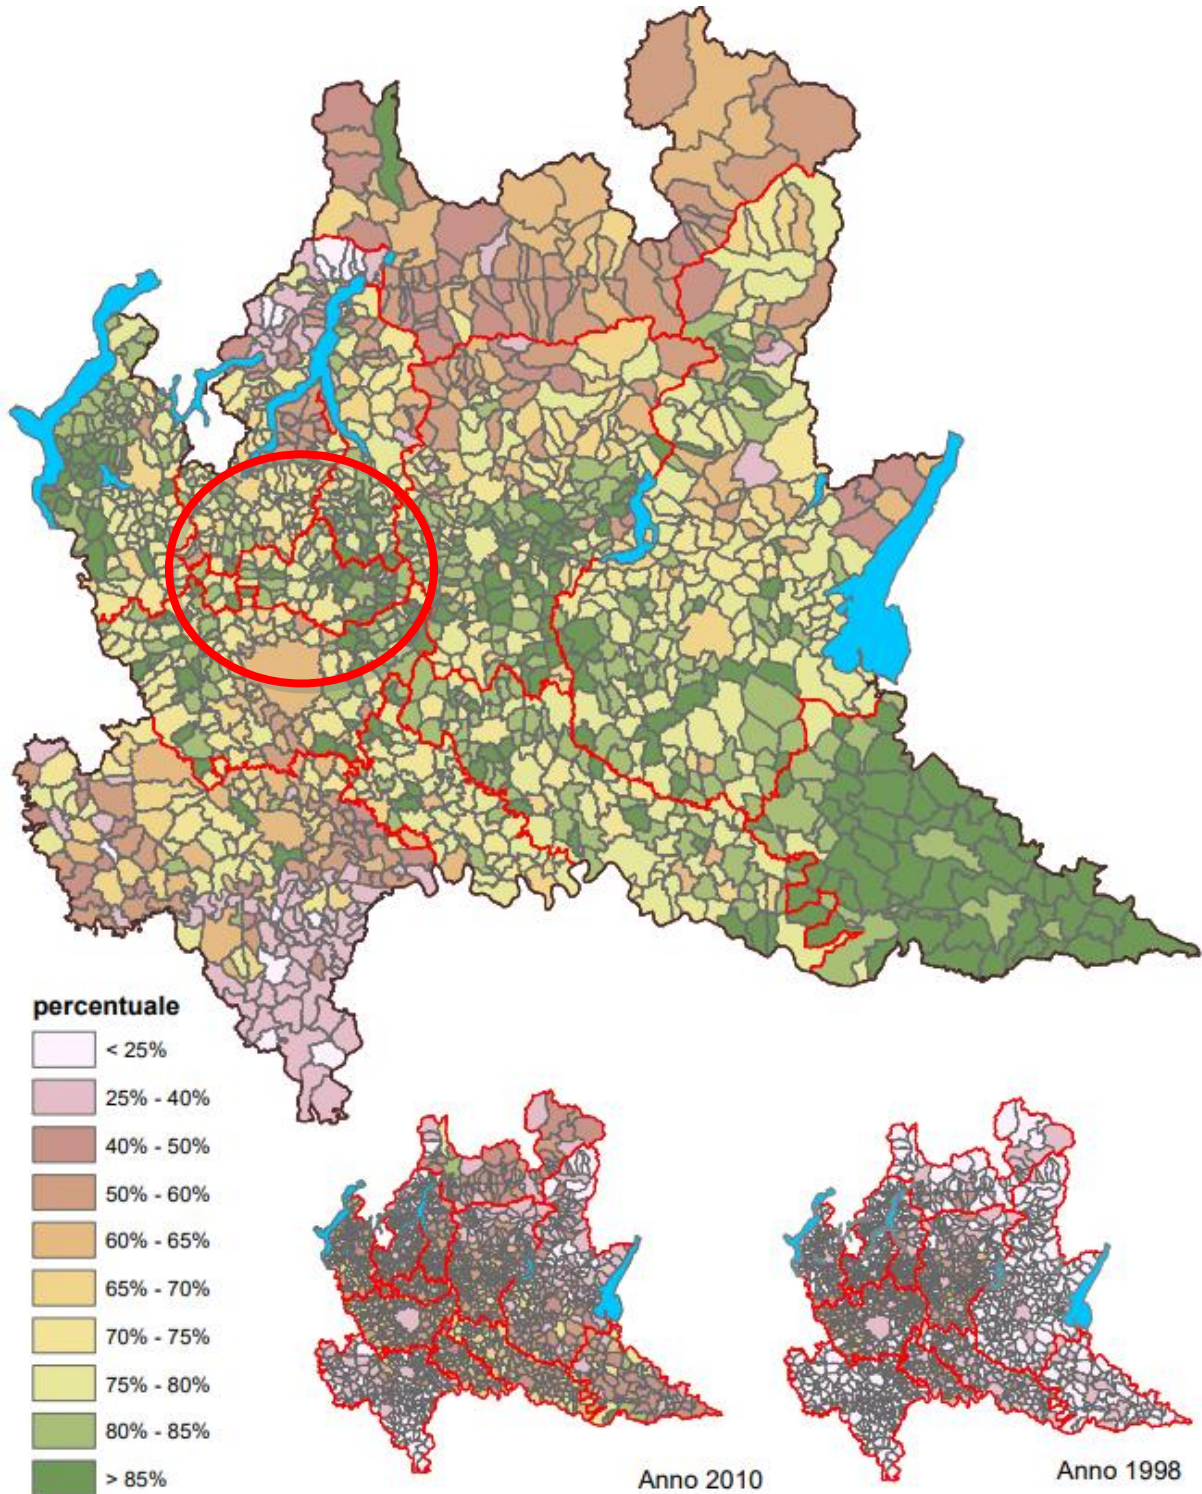 percentuale
< 25%
25% - 40%
40% - 50%
50% - 60%
60% - 65%
65% - 70%
70% - 75%
75% - 80%
80% - 85%
> 85%
Anno 2010
Anno 1998